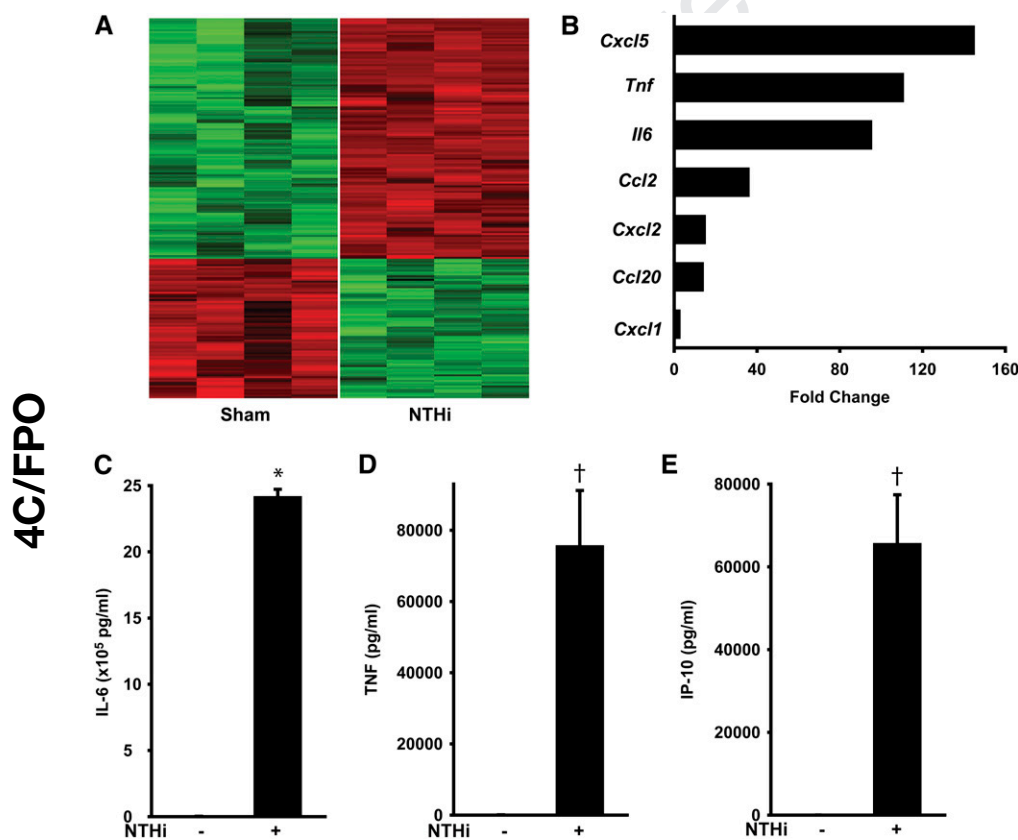 4C/FPO
A
Sham
NTHi
B
Cxcl5
Tnf
Il6
Ccl2
Cxcl2
Ccl20
Cxcl1
0 40 80 120 160
Fold Change
C
*
25
20
15
10
5
0
IL-6 (x10⁵ pg/ml)
NTHi - +
D
†
80000
60000
40000
20000
0
TNF (pg/ml)
NTHi - +
E
†
80000
60000
40000
20000
0
IP-10 (pg/ml)
NTHi - +